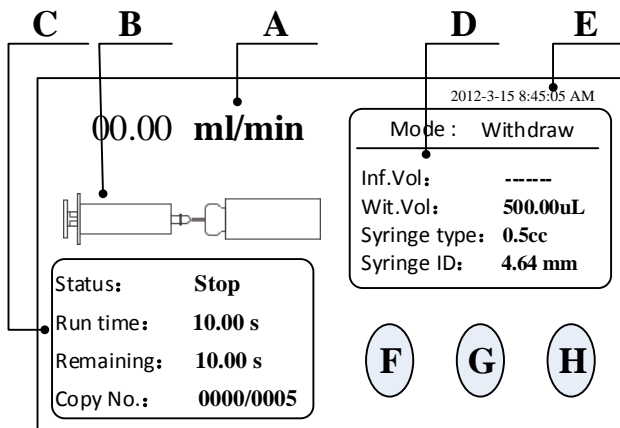 C B A D E
2012-3-15 8:45:05 AM
00.00 ml/min
Mode： Withdraw
Inf.Vol： -------
Wit.Vol： 500.00uL
Syringe type： 0.5cc
Syringe ID： 4.64 mm
Status： Stop
Run time： 10.00 s
Remaining： 10.00 s
Copy No.： 0000/0005
F G H